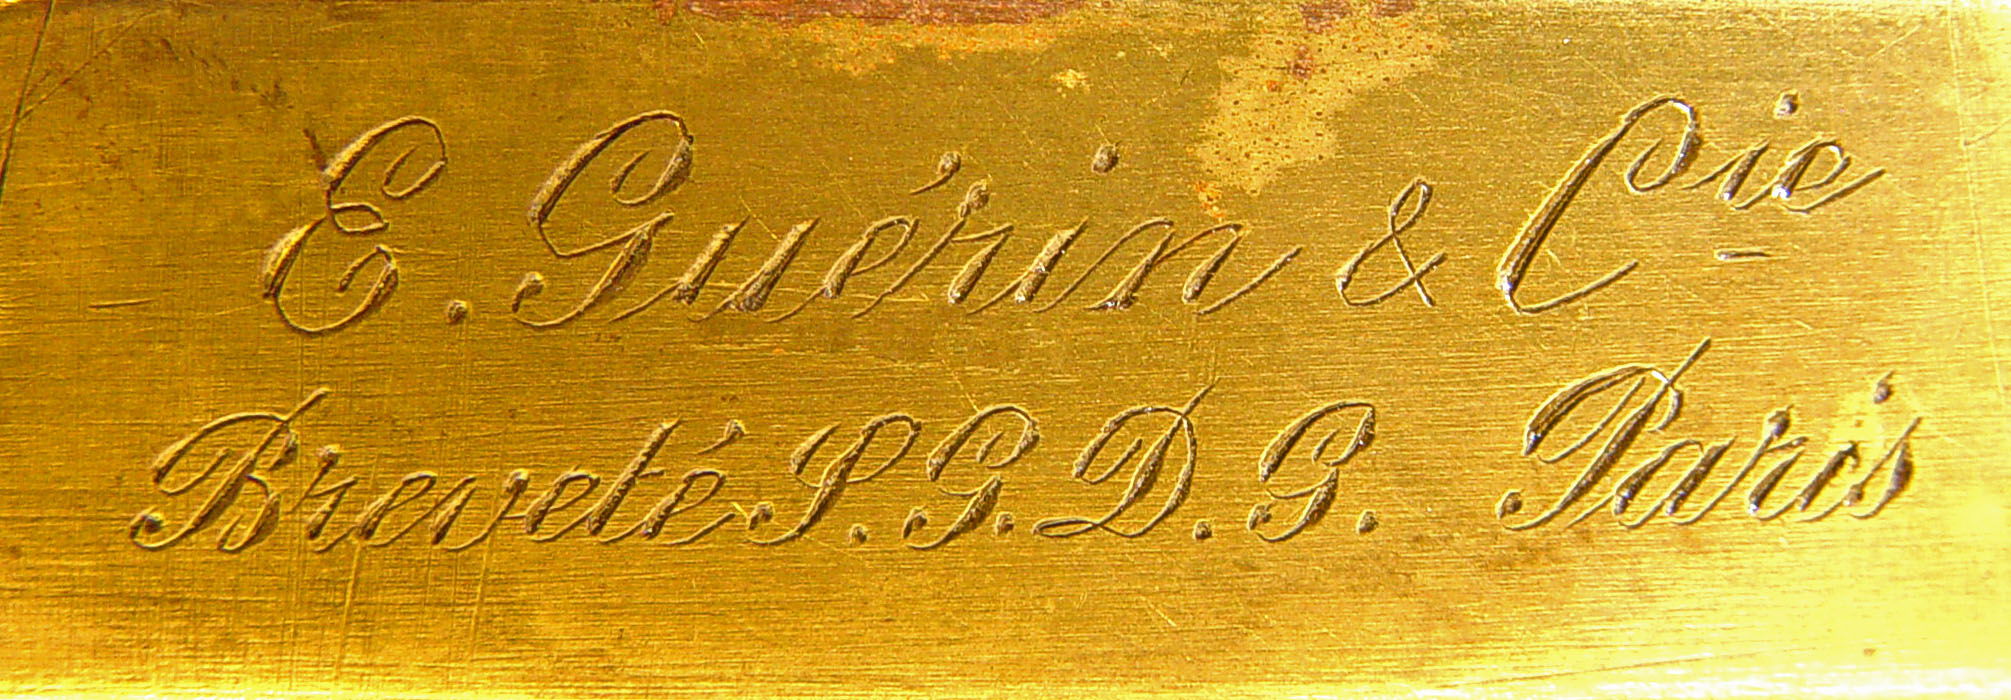 E. Guérin & Cie
Breveté S.G.D.G. Paris